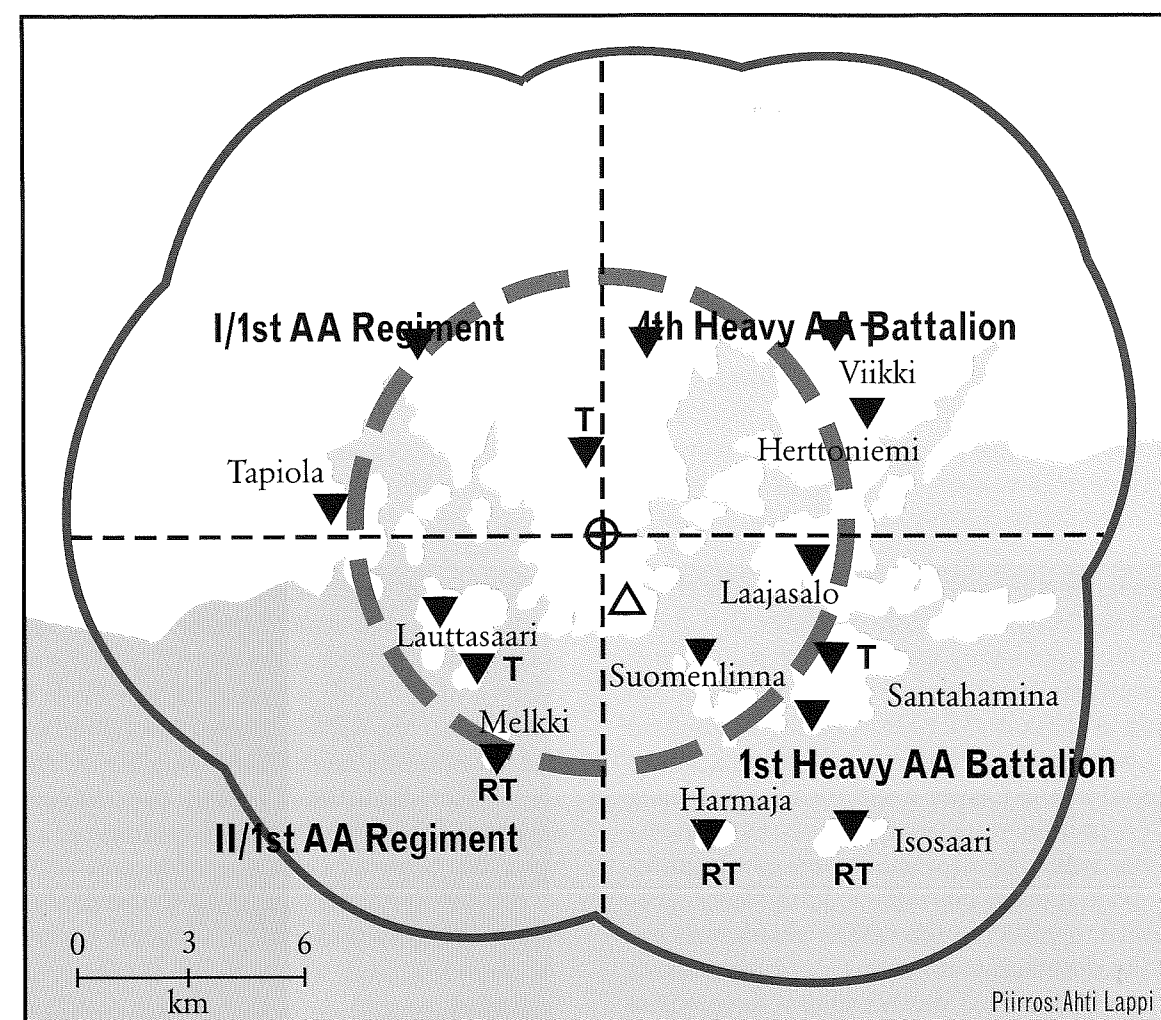 I/1st AA Regiment
4th Heavy AA Battalion
T
Viikki
T
Herttoniemi
Tapiola
Laajasalo
Lauttasaari
T
Suomenlinna
T
Santahamina
Melkki
RT
1st Heavy AA Battalion
Harmaja
II/1st AA Regiment
Isosaari
RT
RT
0 3 6
km
Piirros: Ahti Lappi